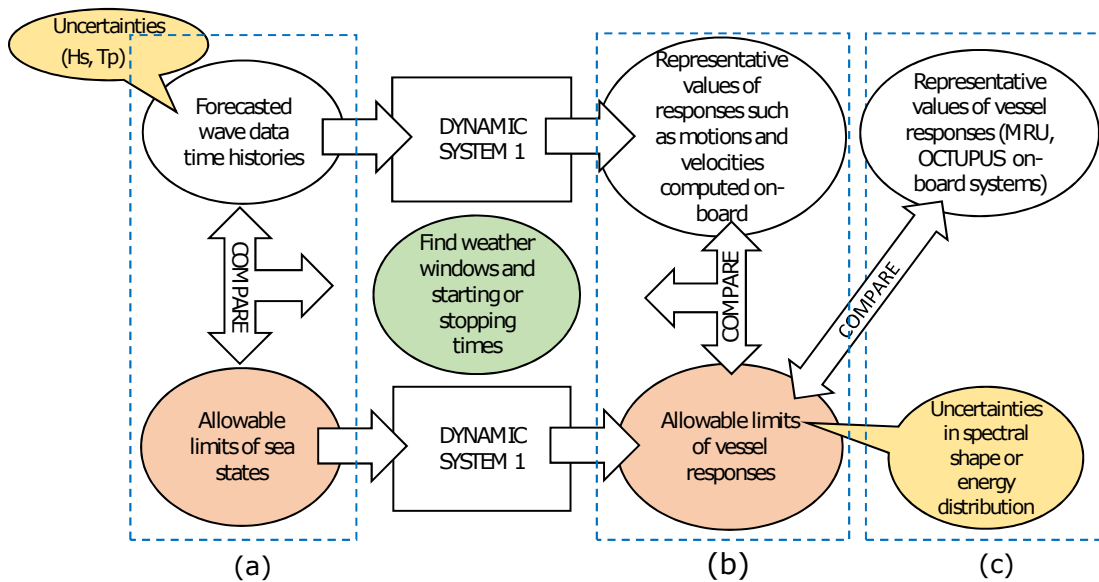 Uncertainties
(Hs, Tp)
Forecasted
wave data
time histories
DYNAMIC
SYSTEM 1
Representative
values of
responses such
as motions and
velocities
computed on-
board
Representative
values of vessel
responses (MRU,
OCTUPUS on-
board systems)
COMPARE
Find weather
windows and
starting or
stopping
times
COMPARE
COMPARE
Allowable
limits of sea
states
DYNAMIC
SYSTEM 1
Allowable limits
of vessel
responses
Uncertainties
in spectral
shape or
energy
distribution
(a)
(b)
(c)